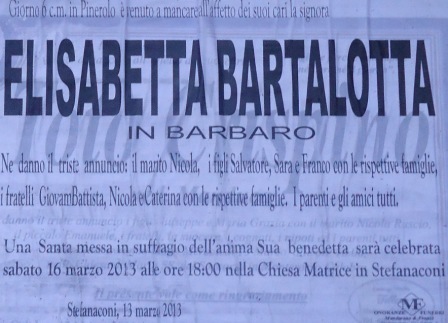 Giorno 6 c.m. in Pinerolo è venuto a mancare all'affetto dei suoi cari la signora
ELISABETTA BARTALOTTA
IN BARBARO
Ne danno il triste annuncio: il marito Nicola, i figli Salvatore, Sara e Franco con le rispettive famiglie,
i fratelli GiovamBattista, Nicola e Caterina con le rispettive famiglie. I parenti e gli amici tutti.
Una Santa messa in suffragio dell'anima Sua benedetta sarà celebrata
sabato 16 marzo 2013 alle ore 18:00 nella Chiesa Matrice in Stefanaconi
Stefanaconi, 13 marzo 2013
MF
ONORANZE FUNEBRI